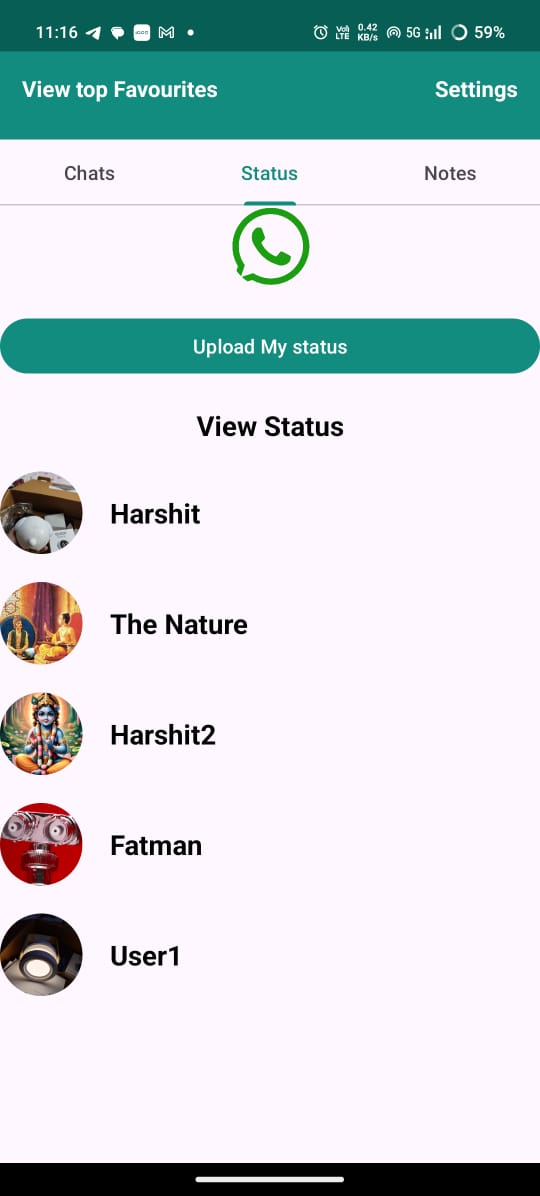 11:16
Vo)) LTE 0.42 KB/s 5G 59%
View top Favourites Settings
Chats Status Notes
Upload My status
View Status
Harshit
The Nature
Harshit2
Fatman
User1